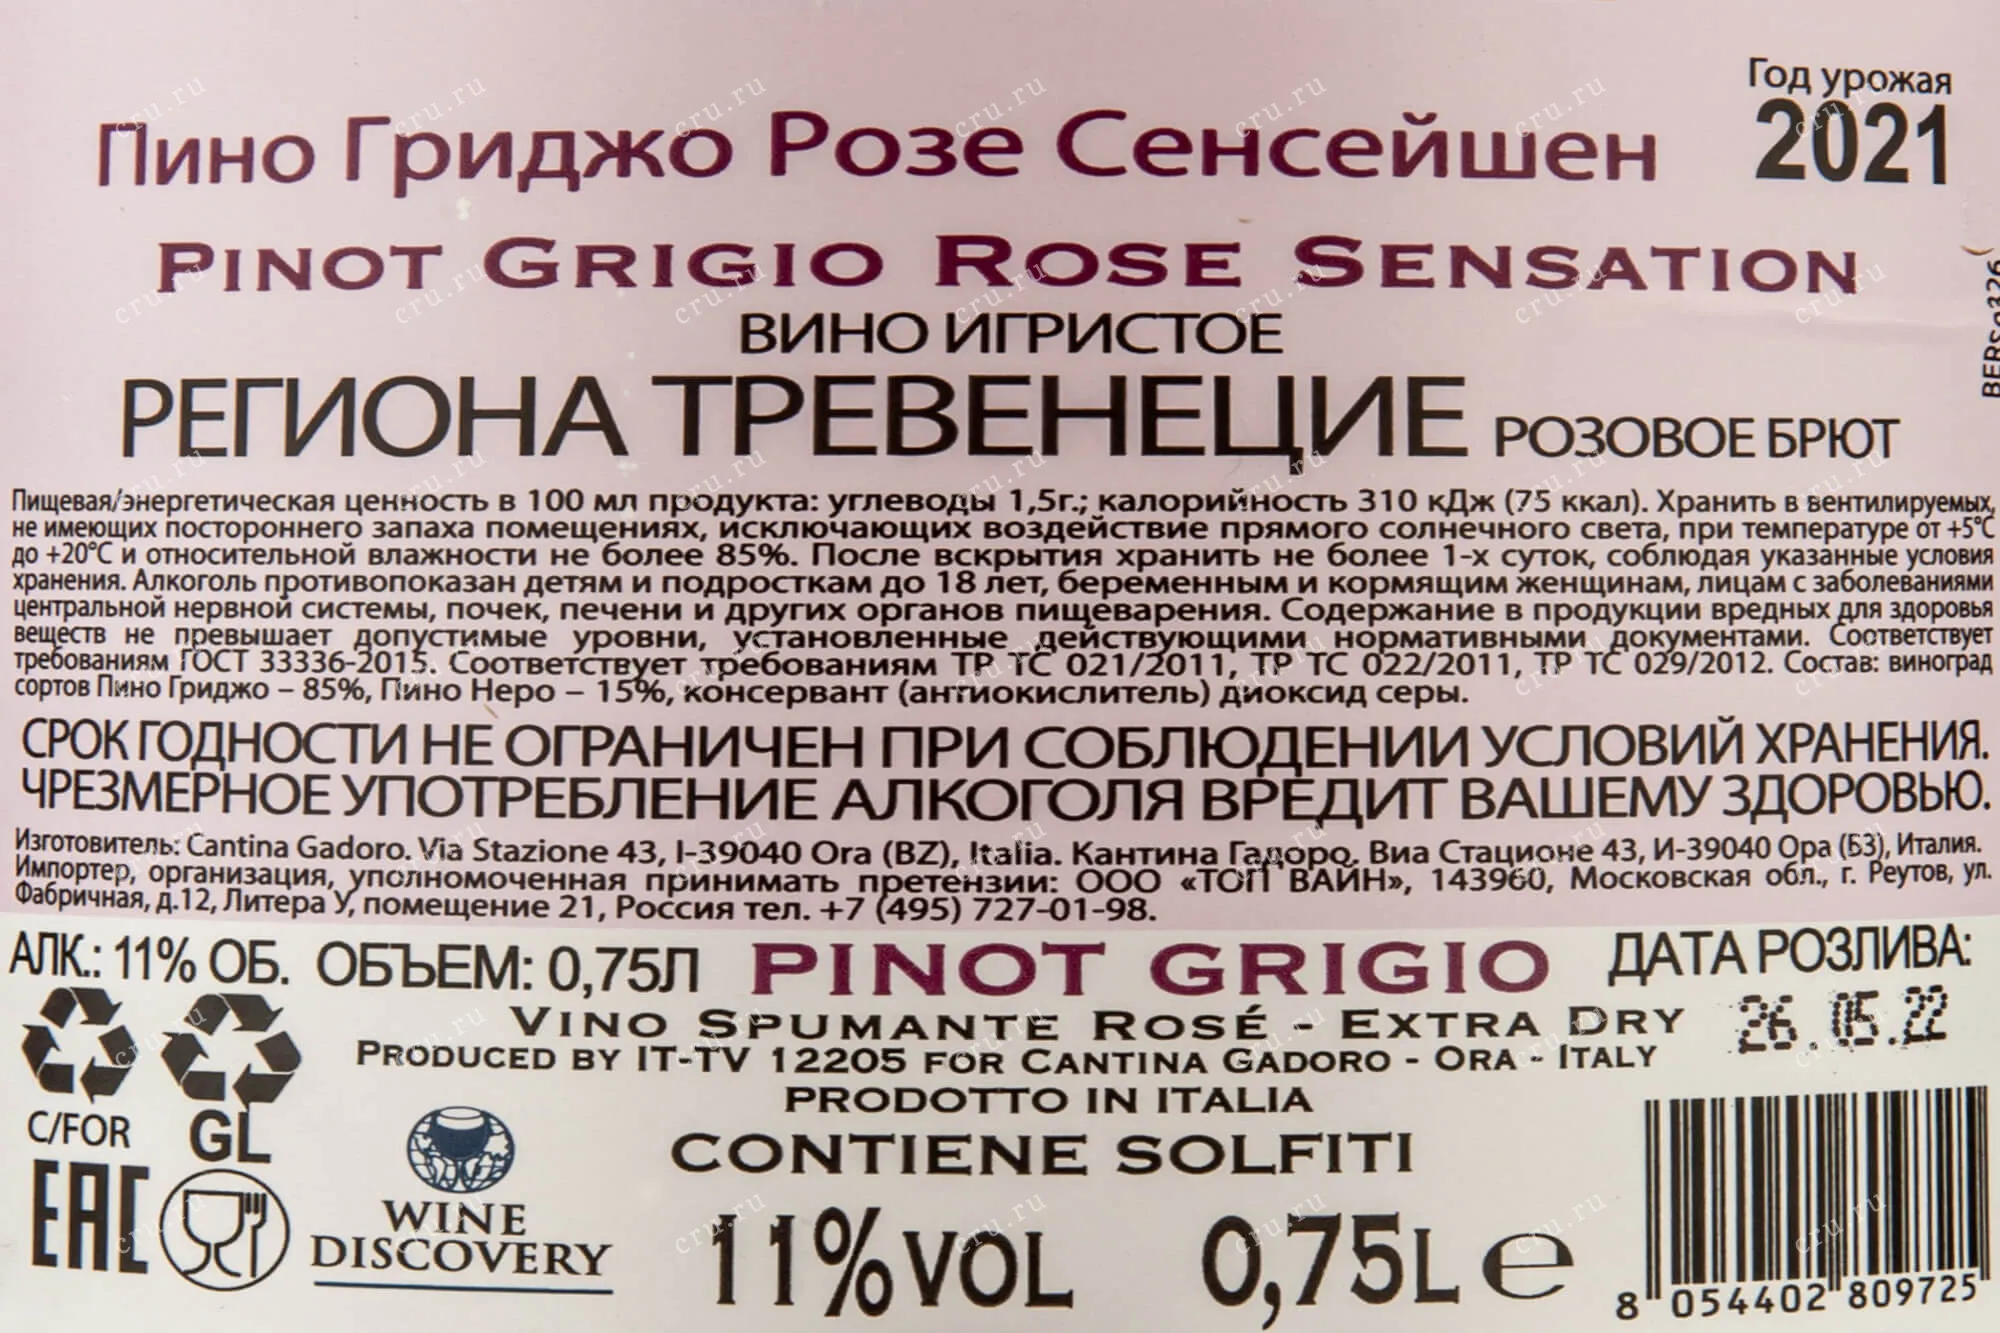 Год урожая
2021
Пино Гриджо Розе Сенсейшен
PINOT GRIGIO ROSE SENSATION
ВИНО ИГРИСТОЕ
РЕГИОНА ТРЕВЕНЕЦИЕ РОЗОВОЕ БРЮТ
Пищевая/энергетическая ценность в 100 мл продукта: углеводы 1,5г.; калорийность 310 кДж (75 ккал). Хранить в вентилируемых,
не имеющих постороннего запаха помещениях, исключающих воздействие прямого солнечного света, при температуре от +5°С
до +20°С и относительной влажности не более 85%. После вскрытия хранить не более 1-х суток, соблюдая указанные условия
хранения. Алкоголь противопоказан детям и подросткам до 18 лет, беременным и кормящим женщинам, лицам с заболеваниями
центральной нервной системы, почек, печени и других органов пищеварения. Содержание в продукции вредных для здоровья
веществ не превышает допустимые уровни, установленные действующими нормативными документами. Соответствует
требованиям ГОСТ 33336-2015. Соответствует требованиям ТР ТС 021/2011, ТР ТС 022/2011, ТР ТС 029/2012. Состав: виноград
сортов Пино Гриджо – 85%, Пино Неро – 15%, консервант (антиокислитель) диоксид серы.
СРОК ГОДНОСТИ НЕ ОГРАНИЧЕН ПРИ СОБЛЮДЕНИИ УСЛОВИЙ ХРАНЕНИЯ.
ЧРЕЗМЕРНОЕ УПОТРЕБЛЕНИЕ АЛКОГОЛЯ ВРЕДИТ ВАШЕМУ ЗДОРОВЬЮ.
Изготовитель: Cantina Gadoro. Via Stazione 43, I-39040 Ora (BZ), Italia. Кантина Гадоро. Виа Стационе 43, И-39040 Ора (БЗ), Италия.
Импортер, организация, уполномоченная принимать претензии: ООО «ТОП ВАЙН», 143960, Московская обл., г. Реутов, ул.
Фабричная, д.12, Литера У, помещение 21, Россия тел. +7 (495) 727-01-98.
АЛК.: 11% ОБ. ОБЪЕМ: 0,75Л PINOT GRIGIO ДАТА РОЗЛИВА:
26.05.22
VINO SPUMANTE ROSÉ - EXTRA DRY
PRODUCED BY IT-TV 12205 FOR CANTINA GADORO - ORA - ITALY
PRODOTTO IN ITALIA
CONTIENE SOLFITI
C/FOR
GL
EAC
WINE
DISCOVERY
11%VOL 0,75L e
8 054402 809725
cru.ru